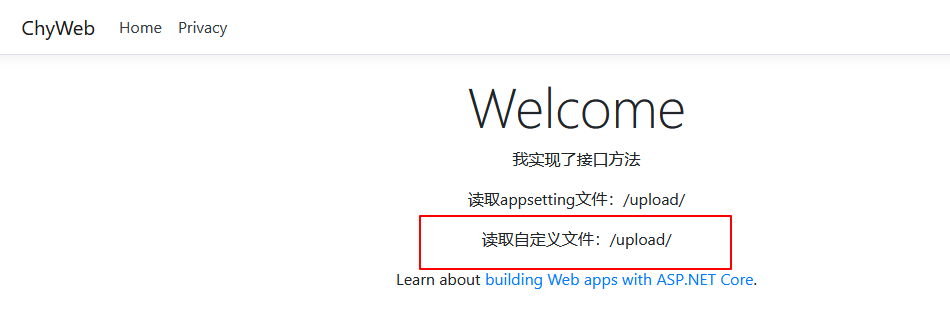 ChyWeb Home Privacy
Welcome
我实现了接口方法
读取appsetting文件：/upload/
读取自定义文件：/upload/
Learn about building Web apps with ASP.NET Core.